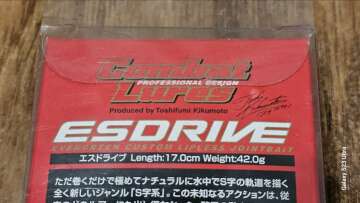 Combat
PROFESSIONAL DESIGN
Lures
Produced by Toshifumi Kikumoto
ESDRIVE
EVERGREEN CUSTOM LIPLESS JOINTBAIT
エスドライブ Length:17.0cm Weight:42.0g
ただ巻くだけで極めてナチュラルに水中でS字の軌道を描く
全く新しいジャンル「S字系」。この未知なるアクションは、従
Galaxy S23 Ultra